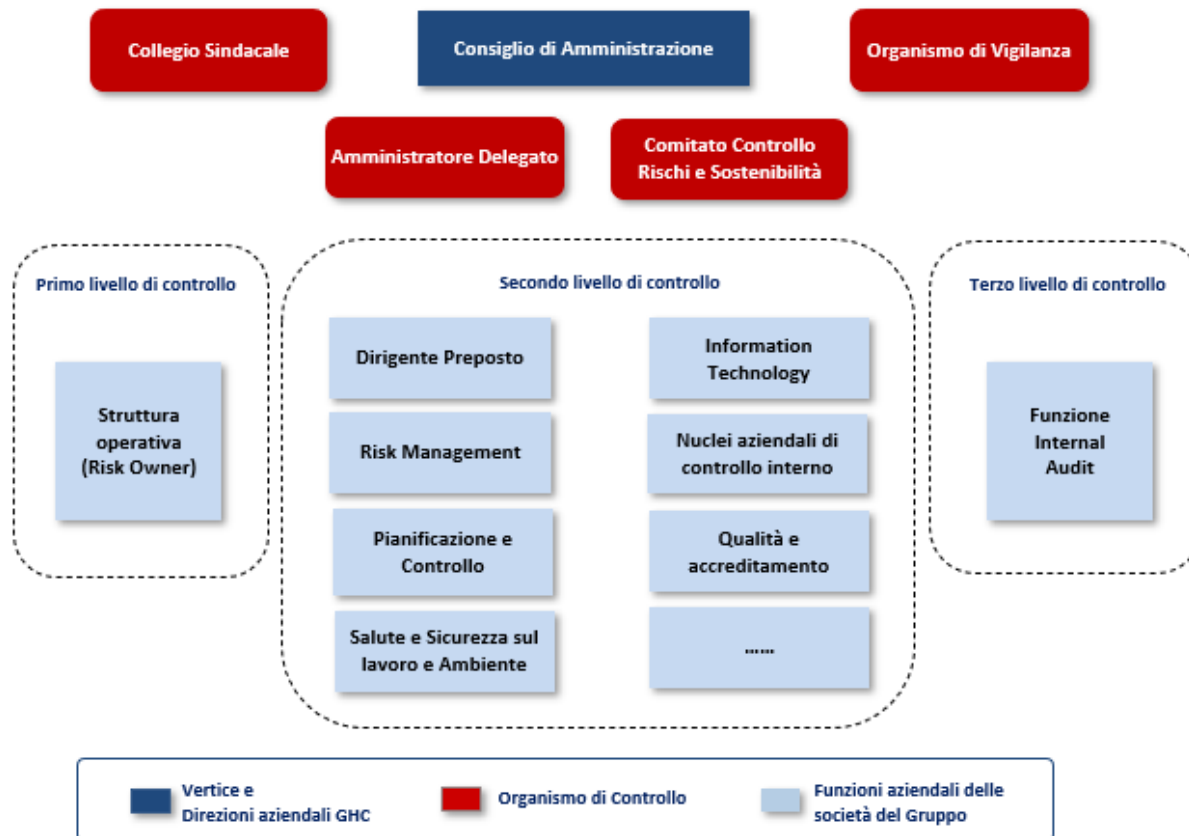 Collegio Sindacale
Consiglio di Amministrazione
Organismo di Vigilanza
Amministratore Delegato
Comitato Controllo
Rischi e Sostenibilità
Primo livello di controllo
Struttura
operativa
(Risk Owner)
Secondo livello di controllo
Dirigente Preposto
Information
Technology
Risk Management
Nuclei aziendali di
controllo interno
Pianificazione e
Controllo
Qualità e
accreditamento
Salute e Sicurezza sul
lavoro e Ambiente
......
Terzo livello di controllo
Funzione
Internal
Audit
Vertice e
Direzioni aziendali GHC
Organismo di Controllo
Funzioni aziendali delle
società del Gruppo